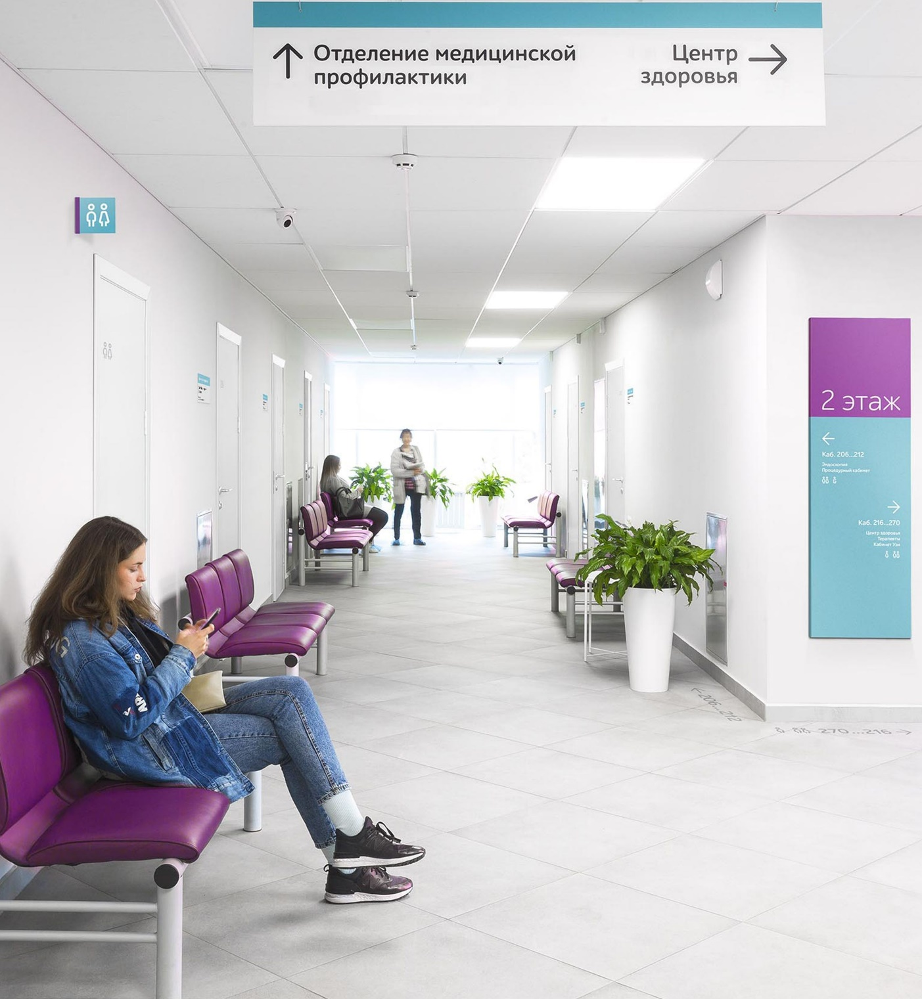 Отделение медицинской
профилактики
Центр
здоровья
2 этаж
Каб. 206...212
Эндоскопия
Процедурный кабинет
Каб. 216...270
Центр здоровья
Терапевты
Кабинет Узи
206...212
270...216